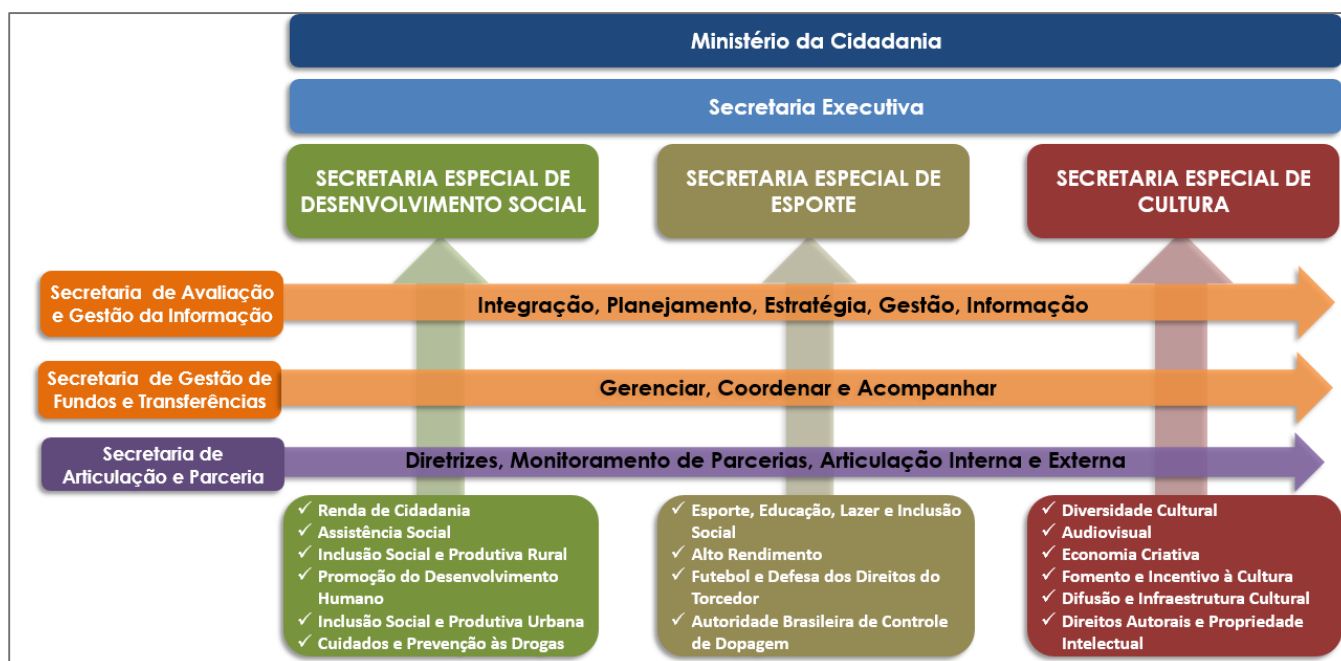 Ministério da Cidadania
Secretaria Executiva
SECRETARIA ESPECIAL DE
DESENVOLVIMENTO SOCIAL
SECRETARIA ESPECIAL DE
ESPORTE
SECRETARIA ESPECIAL DE
CULTURA
Secretaria de Avaliação
e Gestão da Informação
Integração, Planejamento, Estratégia, Gestão, Informação
Secretaria de Gestão de
Fundos e Transferências
Gerenciar, Coordenar e Acompanhar
Secretaria de
Articulação e Parceria
Diretrizes, Monitoramento de Parcerias, Articulação Interna e Externa
✓ Renda de Cidadania
✓ Assistência Social
✓ Inclusão Social e Produtiva Rural
✓ Promoção do Desenvolvimento
Humano
✓ Inclusão Social e Produtiva Urbana
✓ Cuidados e Prevenção às Drogas
✓ Esporte, Educação, Lazer e Inclusão
Social
✓ Alto Rendimento
✓ Futebol e Defesa dos Direitos do
Torcedor
✓ Autoridade Brasileira de Controle
de Dopagem
✓ Diversidade Cultural
✓ Audiovisual
✓ Economia Criativa
✓ Fomento e Incentivo à Cultura
✓ Difusão e Infraestrutura Cultural
✓ Direitos Autorais e Propriedade
Intelectual